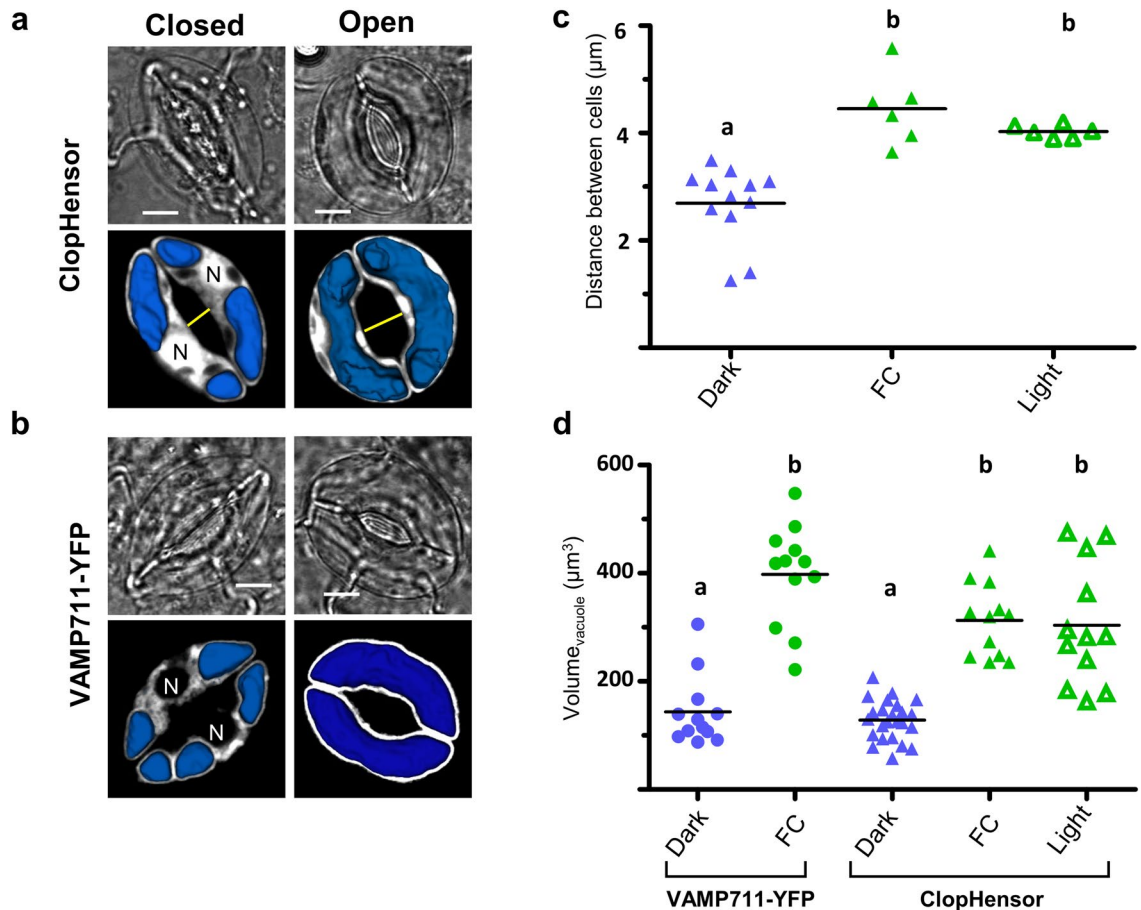 a
Closed
Open
ClopHensor
N
N
b
VAMP711-YFP
N
N
c
Distance between cells (µm)
6
4
2
a
b
b
Dark
FC
Light
d
Volumevacuole (µm³)
600
400
200
a
b
a
b
b
Dark
FC
Dark
FC
Light
VAMP711-YFP
ClopHensor